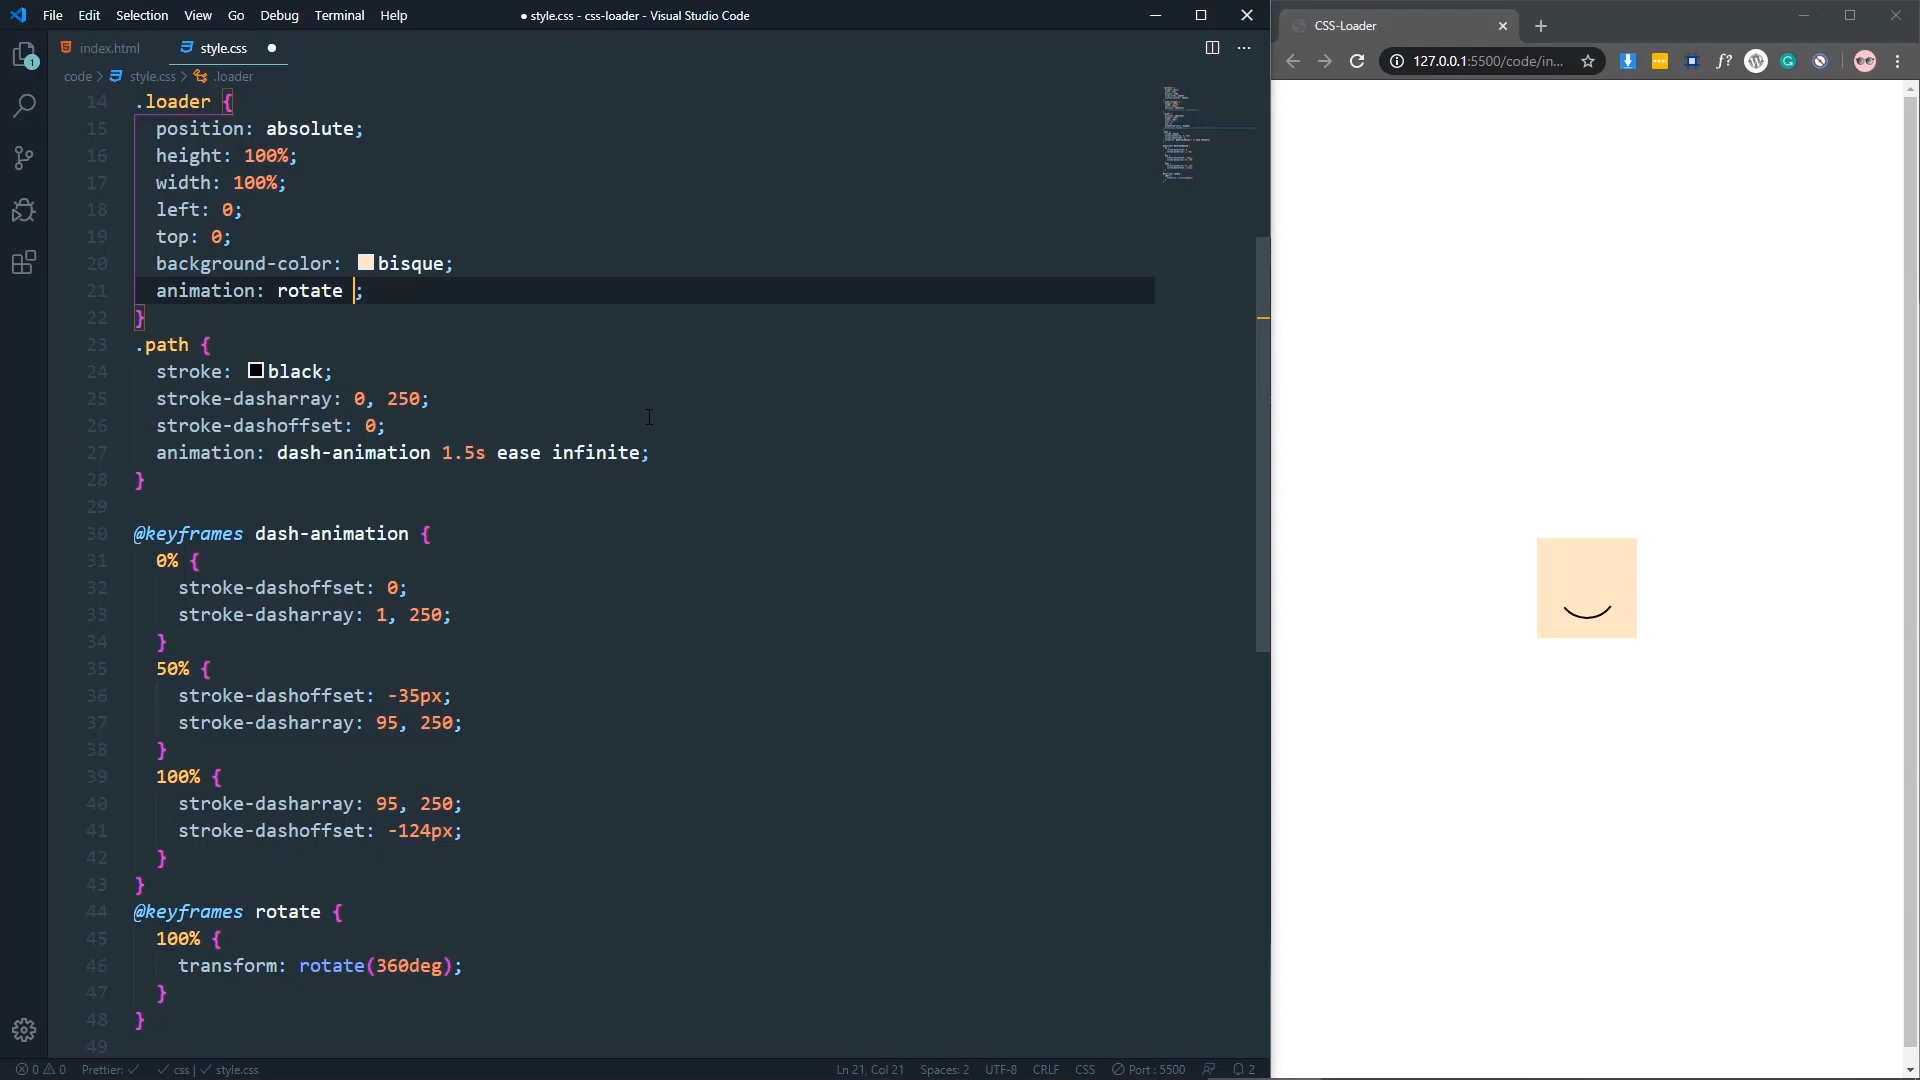 File Edit Selection View Go Debug Terminal Help
● style.css - css-loader - Visual Studio Code
index.html
style.css ●
code > style.css > .loader
14 .loader {
15 position: absolute;
16 height: 100%;
17 width: 100%;
18 left: 0;
19 top: 0;
20 background-color: bisque;
21 animation: rotate ;
22 }
23 .path {
24 stroke: black;
25 stroke-dasharray: 0, 250;
26 stroke-dashoffset: 0;
27 animation: dash-animation 1.5s ease infinite;
28 }
29
30 @keyframes dash-animation {
31 0% {
32 stroke-dashoffset: 0;
33 stroke-dasharray: 1, 250;
34 }
35 50% {
36 stroke-dashoffset: -35px;
37 stroke-dasharray: 95, 250;
38 }
39 100% {
40 stroke-dasharray: 95, 250;
41 stroke-dashoffset: -124px;
42 }
43 }
44 @keyframes rotate {
45 100% {
46 transform: rotate(360deg);
47 }
48 }
49
1
0 0 Prettier: ✓ ✓ css | ✓ style.css
Ln 21, Col 21 Spaces: 2 UTF-8 CRLF CSS Port : 5500 2
CSS-Loader
127.0.0.1:5500/code/in...
f?